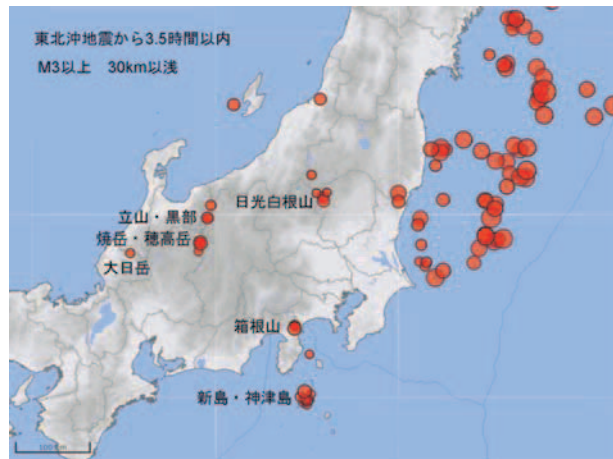 東北沖地震から3.5時間以内
M3以上 30km以浅
日光白根山
立山・黒部
焼岳・穂高岳
大日岳
箱根山
新島・神津島
100 km